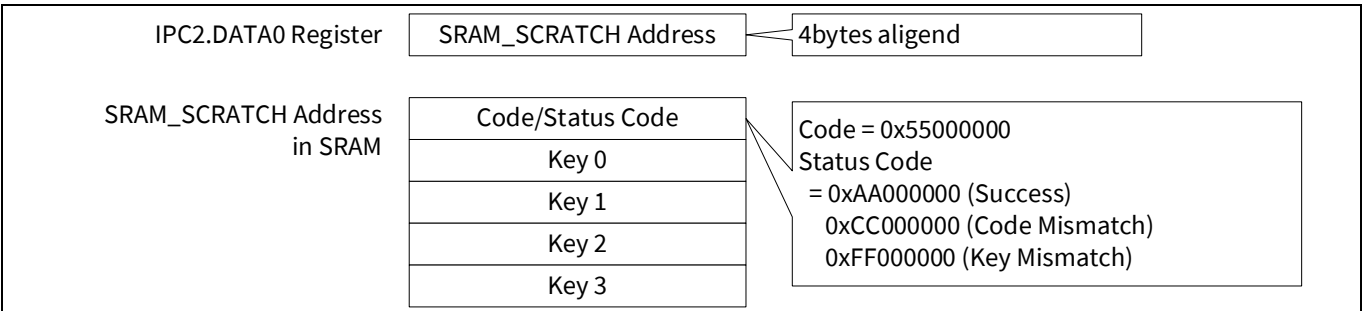 IPC2.DATA0 Register
SRAM_SCRATCH Address
4bytes aligend
SRAM_SCRATCH Address
in SRAM
Code/Status Code
Key 0
Key 1
Key 2
Key 3
Code = 0x55000000
Status Code
= 0xAA000000 (Success)
0xCC000000 (Code Mismatch)
0xFF000000 (Key Mismatch)